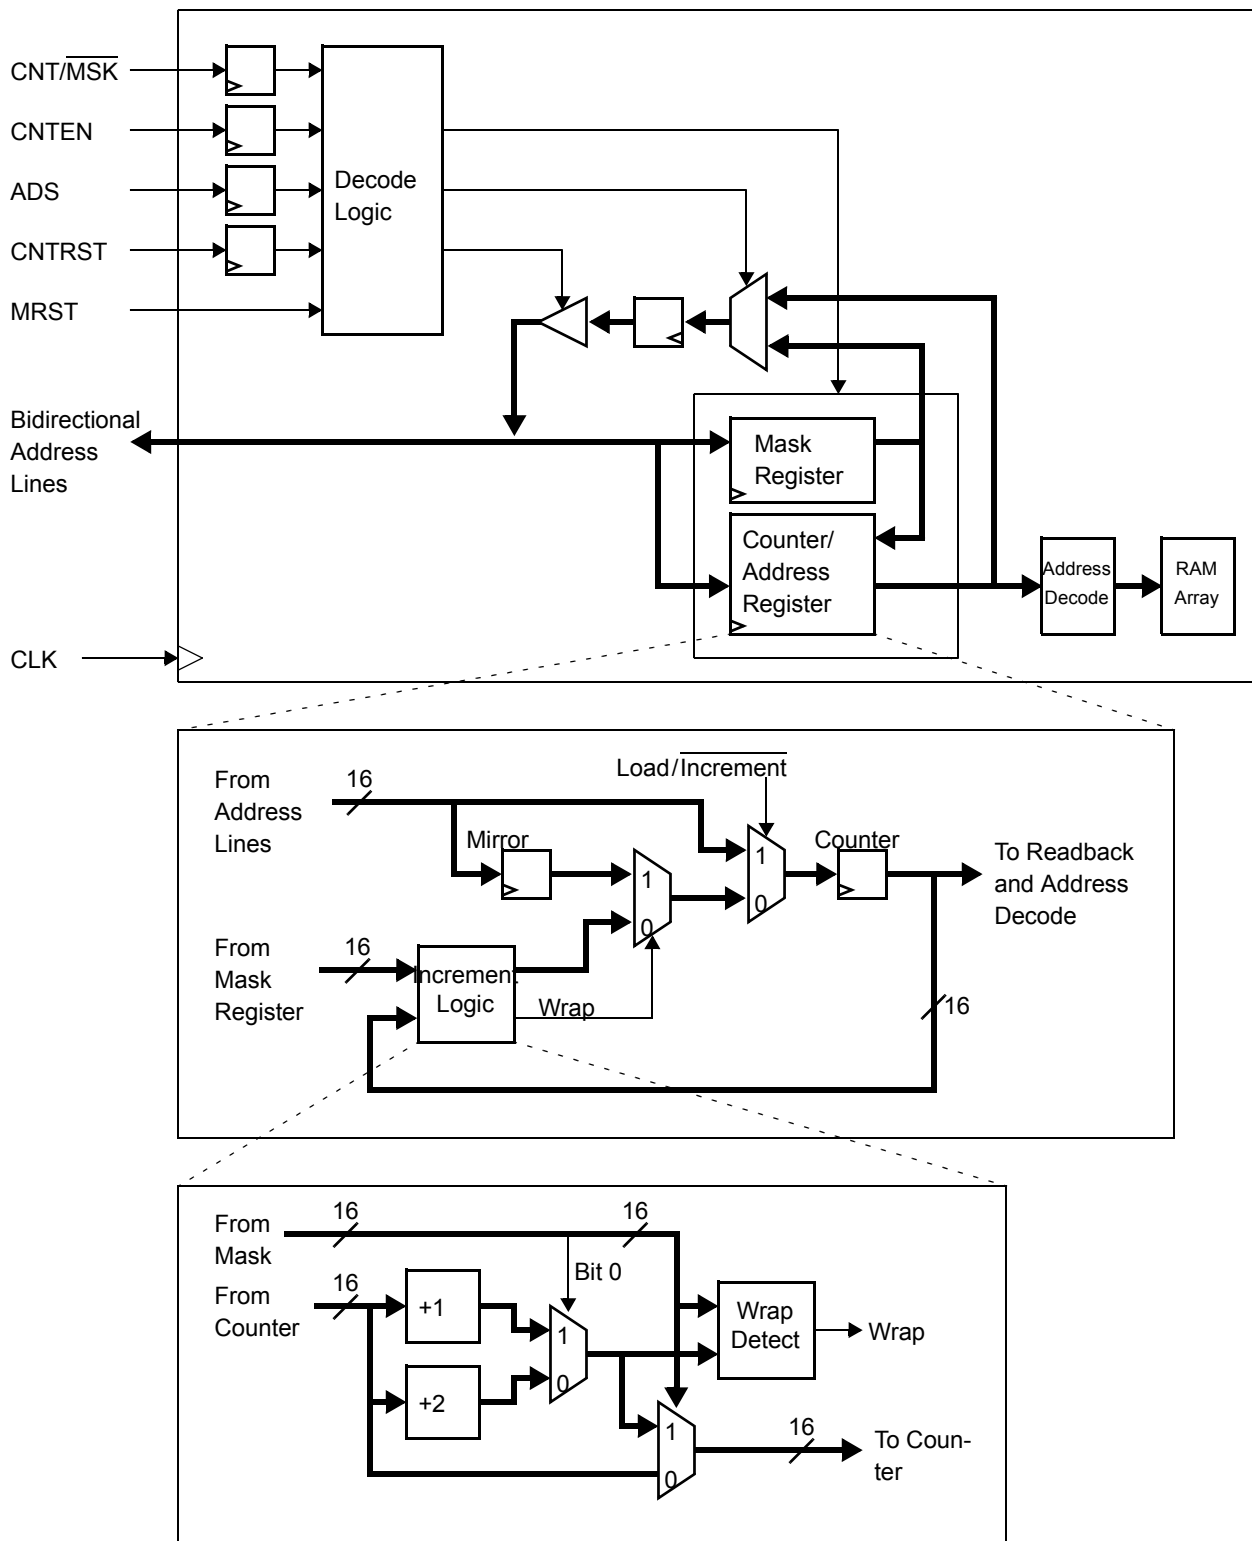 CNT/MSK
CNTEN
ADS
CNTRST
MRST
Decode
Logic
Bidirectional
Address
Lines
Mask
Register
Counter/
Address
Register
Address
Decode
RAM
Array
CLK
From
Address
Lines
16
Load/Increment
Mirror
Counter
1
0
1
0
To Readback
and Address
Decode
From
Mask
Register
16
Increment
Logic
Wrap
16
From
Mask
16
16
Bit 0
From
Counter
16
+1
+2
1
0
Wrap
Detect
Wrap
1
0
16
To Coun-
ter